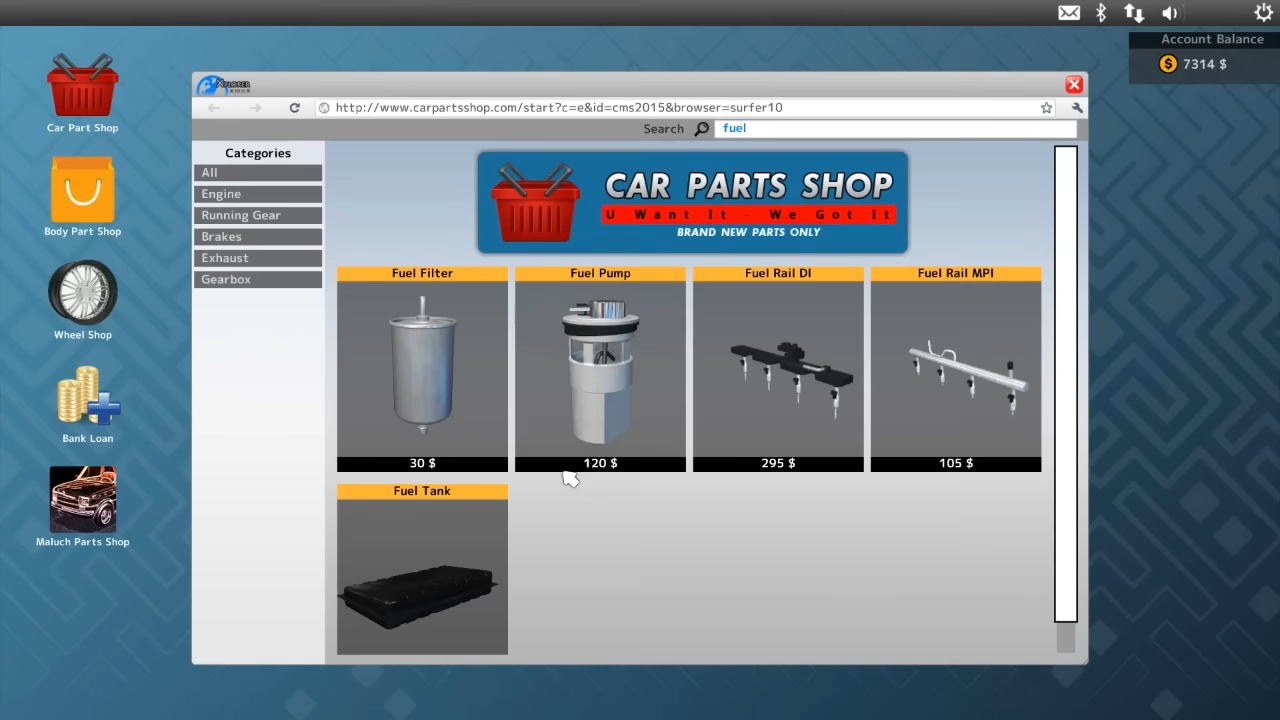 Account Balance
7314 $
Car Part Shop
Body Part Shop
Wheel Shop
Bank Loan
Maluch Parts Shop
XPLORER
http://www.carpartsshop.com/start?c=e&id=cms2015&browser=surfer10
Search fuel
Categories
All
Engine
Running Gear
Brakes
Exhaust
Gearbox
CAR PARTS SHOP
U Want It - We Got It
BRAND NEW PARTS ONLY
Fuel Filter
30 $
Fuel Pump
120 $
Fuel Rail DI
295 $
Fuel Rail MPI
105 $
Fuel Tank